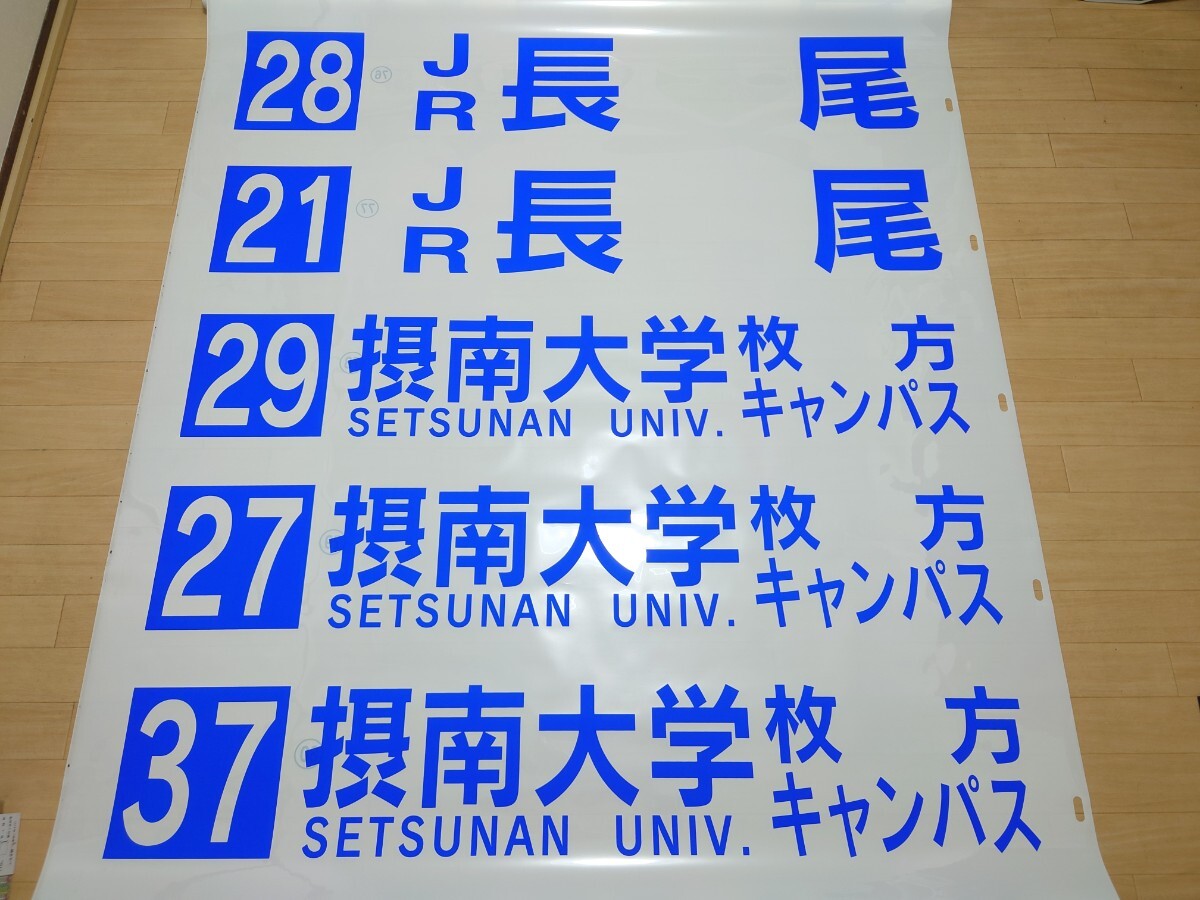 28 JR長尾
76
21 JR長尾
77
29 摂南大学枚方キャンパス
SETSUNAN UNIV.
27 摂南大学枚方キャンパス
SETSUNAN UNIV.
37 摂南大学枚方キャンパス
SETSUNAN UNIV.